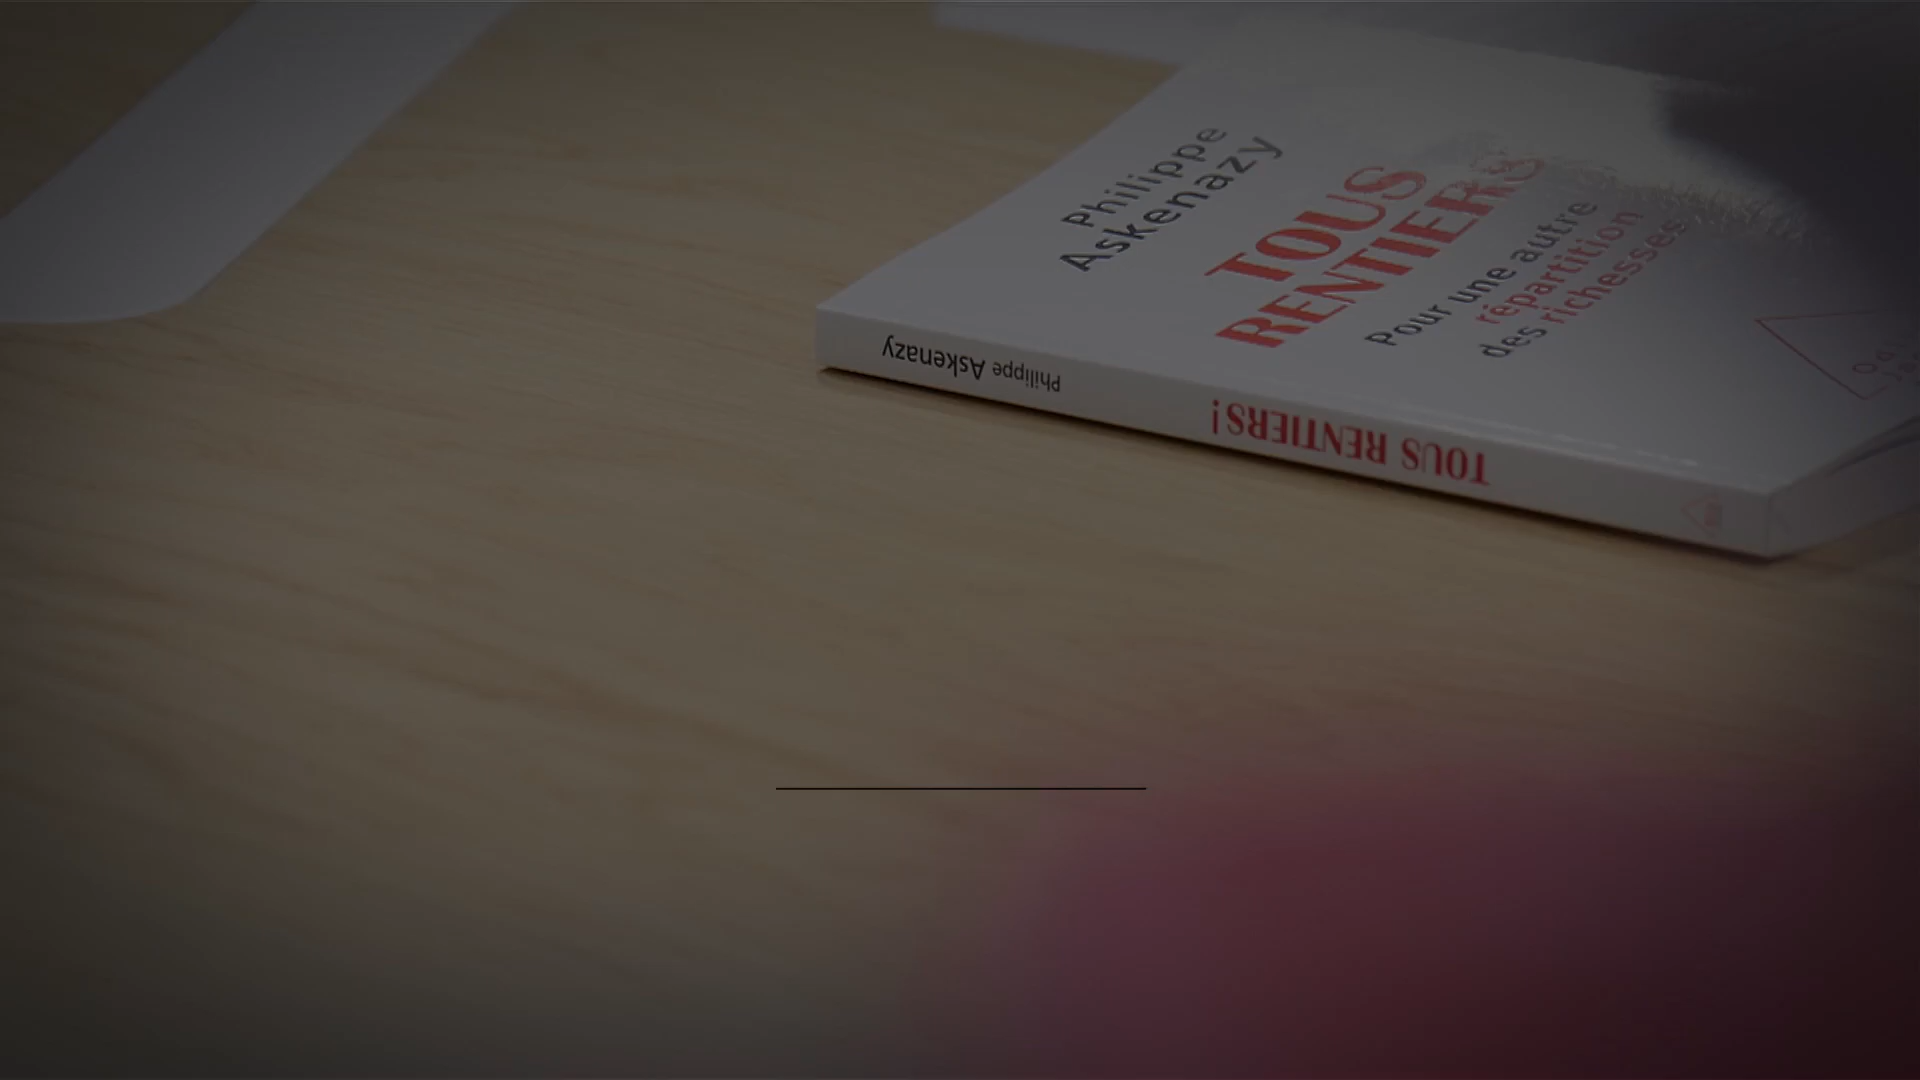 Philippe
Askenazy
TOUS
RENTIERS
Pour une autre
répartition
des richesses
Philippe Askenazy
TOUS RENTIERS !